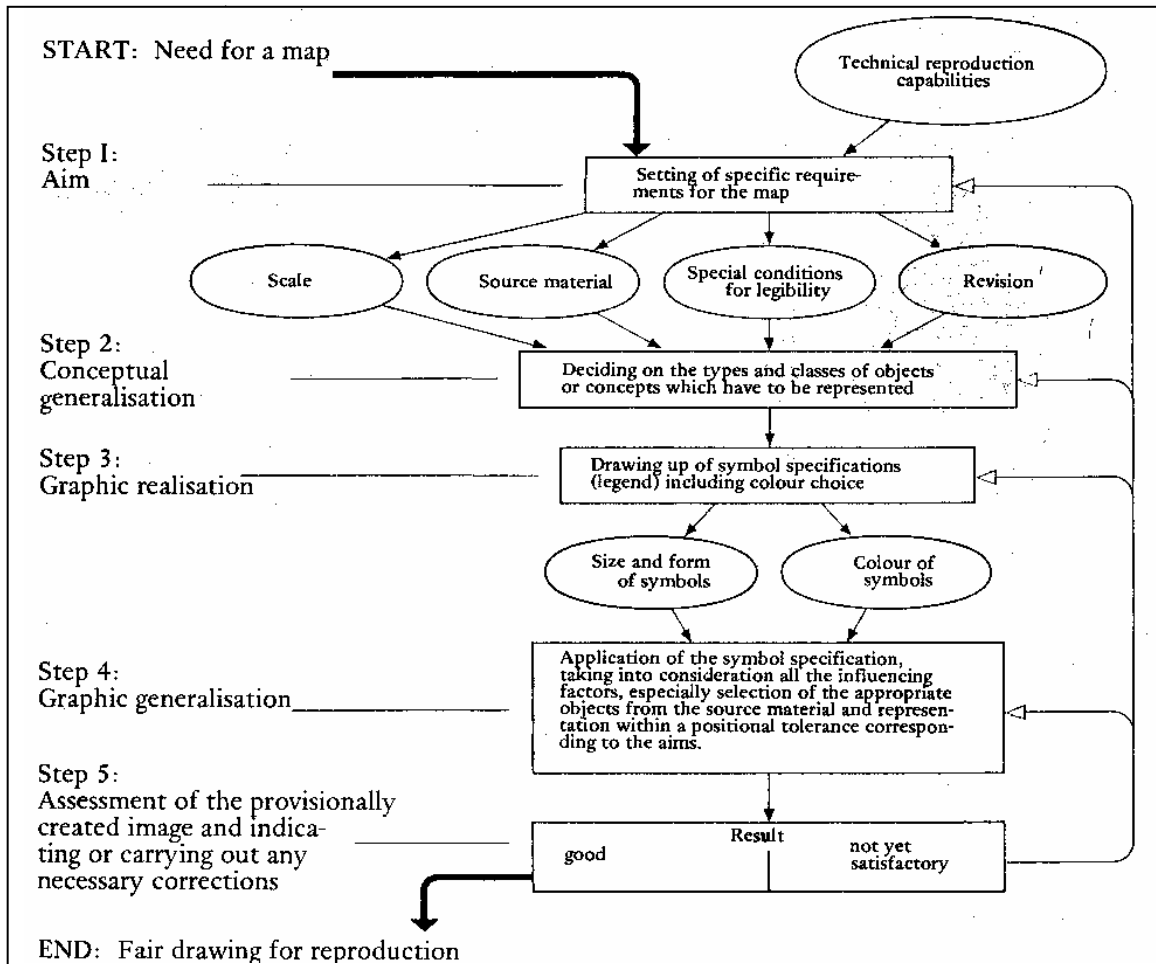 START: Need for a map
Technical reproduction
capabilities
Step I:
Aim
Setting of specific require-
ments for the map
Scale
Source material
Special conditions
for legibility
Revision
Step 2:
Conceptual
generalisation
Deciding on the types and classes of objects
or concepts which have to be represented
Step 3:
Graphic realisation
Drawing up of symbol specifications
(legend) including colour choice
Size and form
of symbols
Colour of
symbols
Step 4:
Graphic generalisation
Application of the symbol specification,
taking into consideration all the influencing
factors, especially selection of the appropriate
objects from the source material and represen-
tation within a positional tolerance correspon-
ding to the aims.
Step 5:
Assessment of the provisionally
created image and indica-
ting or carrying out any
necessary corrections
Result
good
not yet
satisfactory
END: Fair drawing for reproduction